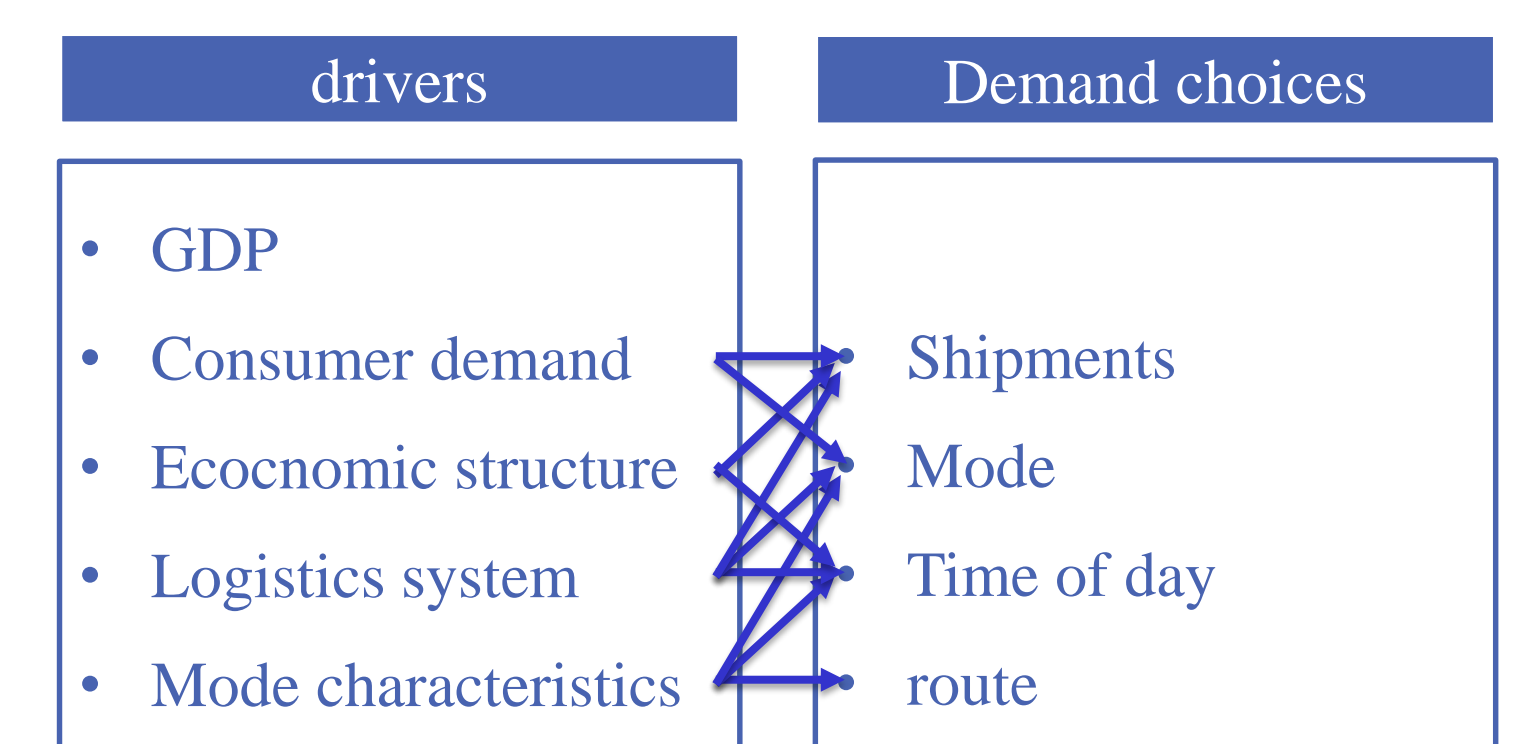 drivers
Demand choices
• GDP
• Consumer demand
• Ecocnomic structure
• Logistics system
• Mode characteristics
• Shipments
• Mode
• Time of day
• route